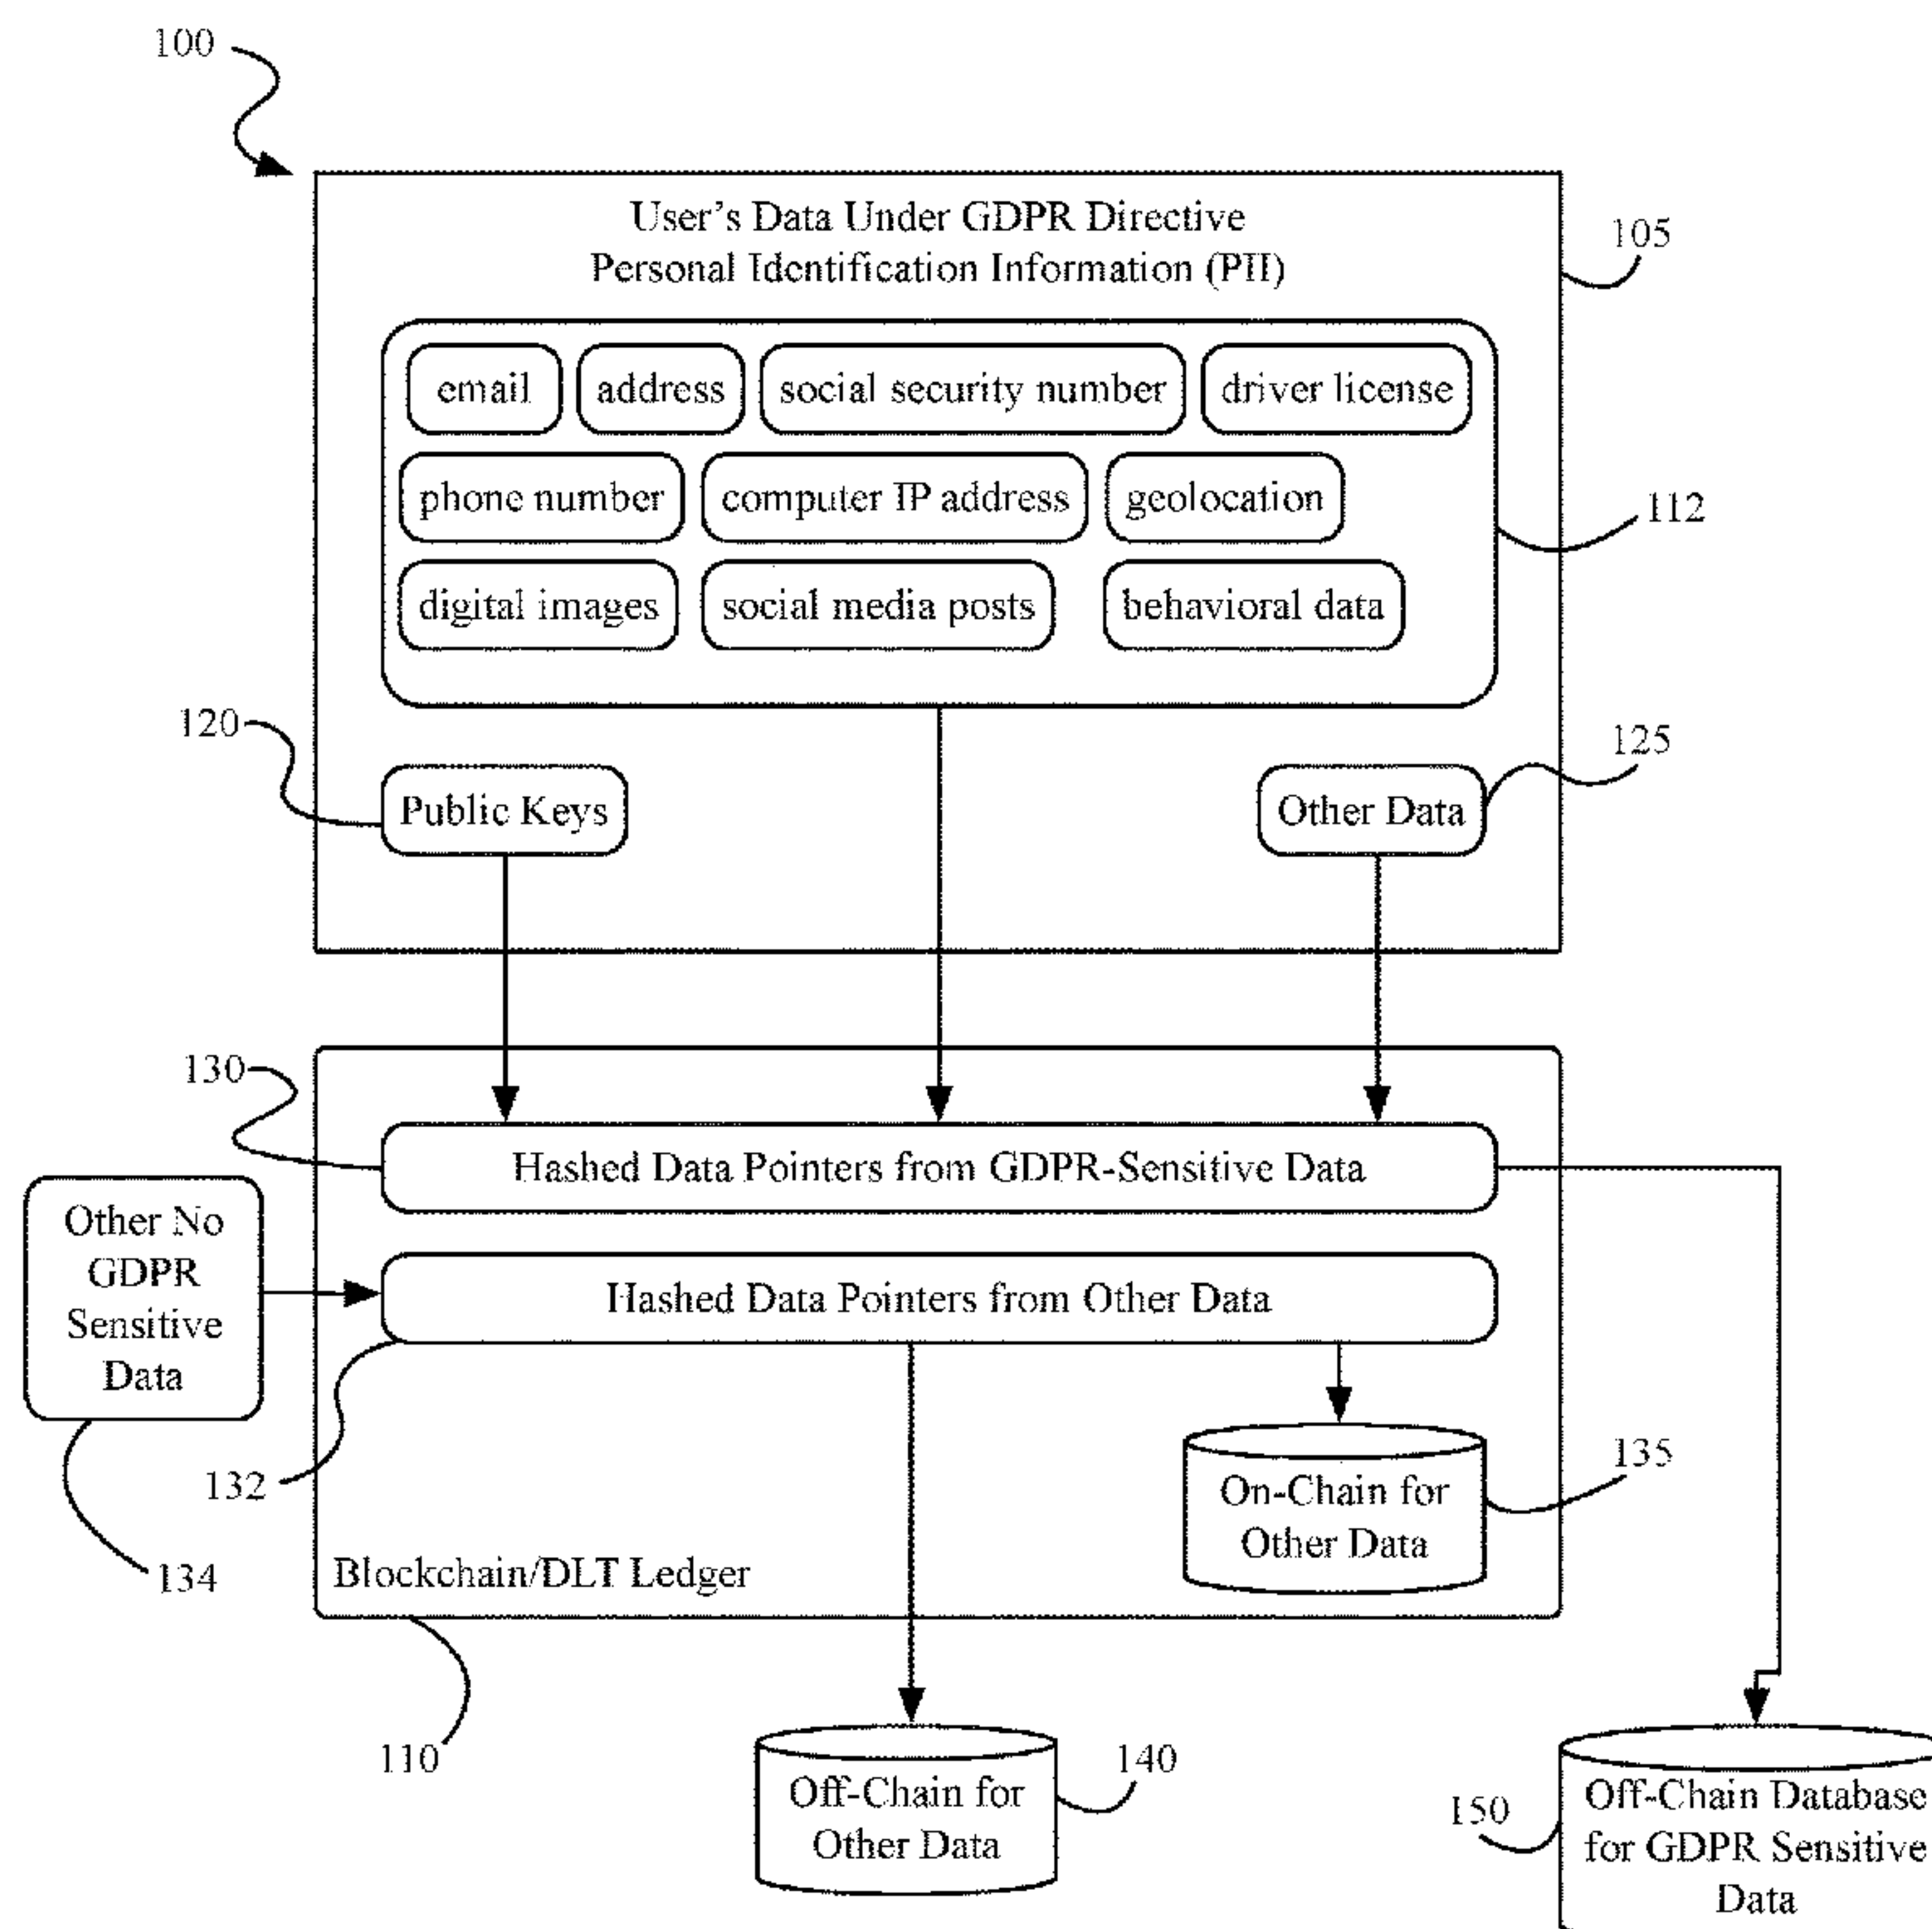 100
User's Data Under GDPR Directive
Personal Identification Information (PII)
105
email
address
social security number
driver license
phone number
computer IP address
geolocation
112
digital images
social media posts
behavioral data
120
125
Public Keys
Other Data
130
Hashed Data Pointers from GDPR-Sensitive Data
Other No
GDPR
Sensitive
Data
Hashed Data Pointers from Other Data
132
135
On-Chain for
Other Data
134
Blockchain/DLT Ledger
110
140
Off-Chain for
Other Data
150
Off-Chain Database
for GDPR Sensitive
Data